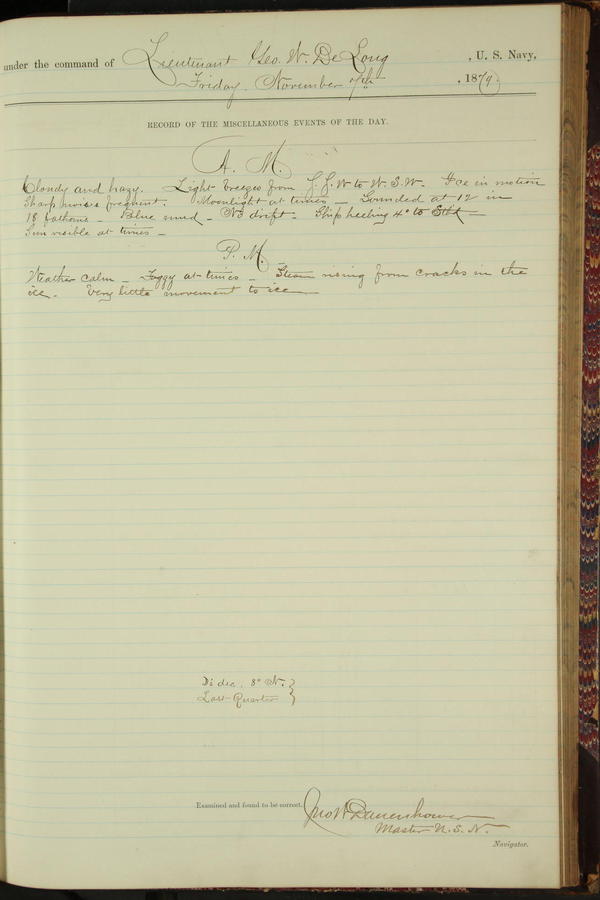 under the command of Lieutenant Geo. W. De Long, U. S. Navy,
Friday. November 7th, 1879
RECORD OF THE MISCELLANEOUS EVENTS OF THE DAY.
A. M.
Cloudy and hazy. Light breezes from S.S.W to W.S.W. Ice in motion
Sharp noises frequent. Moonlight at times – Sounded at 12 in
18 fathoms – Blue mud – No drift – Ship heeling 4° to Stb'd
Sun visible at times –
P. M.
Weather calm – Foggy at times – Steam rising from cracks in the
ice. Very little movement to ice
dec. 8° N.
Last Quarter
Examined and found to be correct. Jno W Danenhower
Master U.S.N.
Navigator.